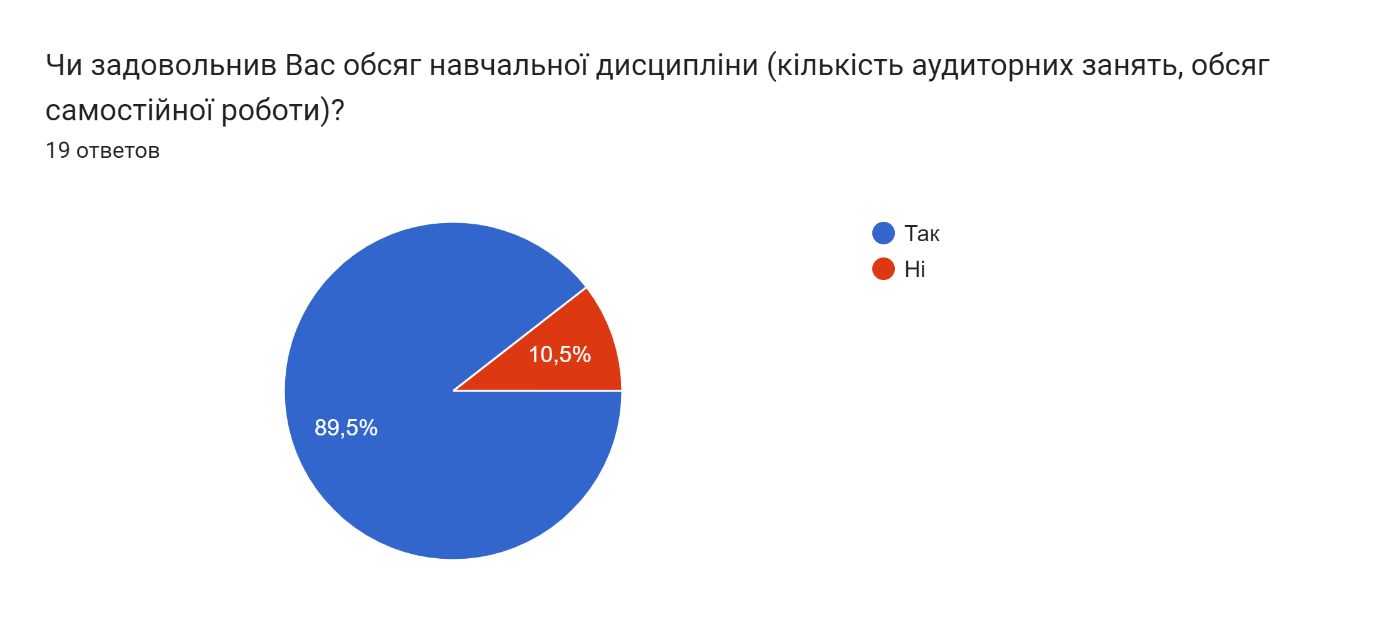 Чи задовольнив Вас обсяг навчальної дисципліни (кількість аудиторних занять, обсяг
самостійної роботи)?
19 ответов
Так
Ні
10,5%
89,5%